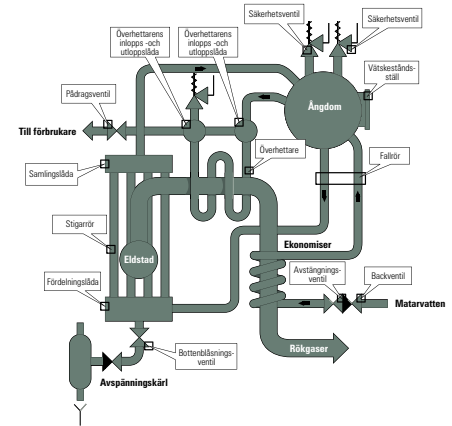 Säkerhetsventil
Säkerhetsventil
Överhettarens
inlopps -och
utloppslåda
Överhettarens
inlopps -och
utloppslåda
Vätskestånds-
ställ
Pådragsventil
Ångdom
Till förbrukare
Överhettare
Fallrör
Samlingslåda
Stigarrör
Ekonomiser
Eldstad
Avstängnings-
ventil
Backventil
Fördelningslåda
Matarvatten
Rökgaser
Bottenblåsnings-
ventil
Avspänningskärl